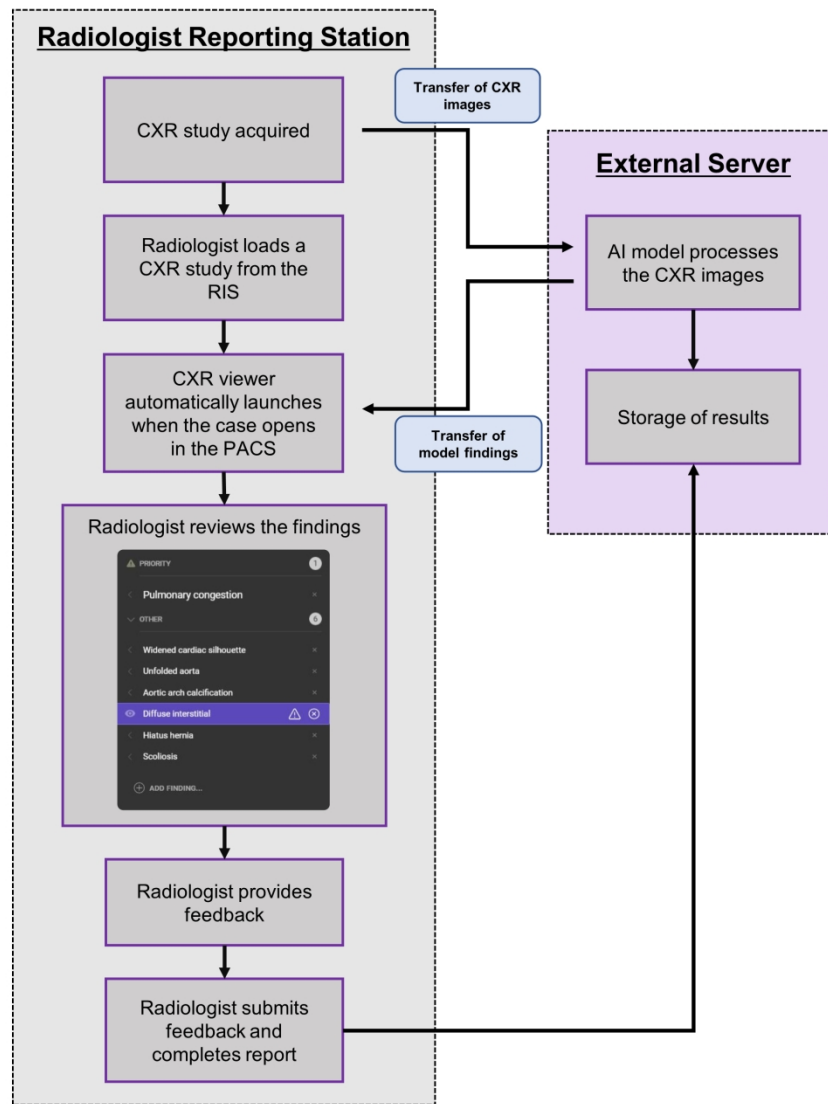 Radiologist Reporting Station
CXR study acquired
Transfer of CXR
images
External Server
Radiologist loads a
CXR study from the
RIS
AI model processes
the CXR images
CXR viewer
automatically launches
when the case opens
in the PACS
Transfer of
model findings
Storage of results
Radiologist reviews the findings
PRIORITY 1
Pulmonary congestion
OTHER 6
Widened cardiac silhouette
Unfolded aorta
Aortic arch calcification
Diffuse interstitial
Hiatus hernia
Scoliosis
ADD FINDING...
Radiologist provides
feedback
Radiologist submits
feedback and
completes report